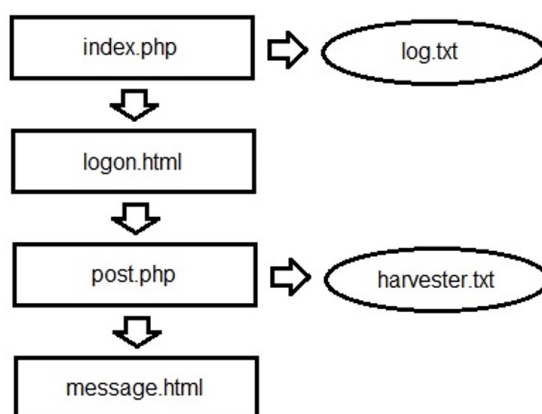 index.php
log.txt
logon.html
post.php
harvester.txt
message.html